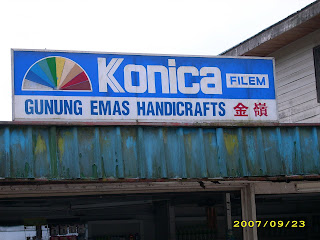 Konica FILEM
GUNUNG EMAS HANDICRAFTS 金嶺
2007/09/23